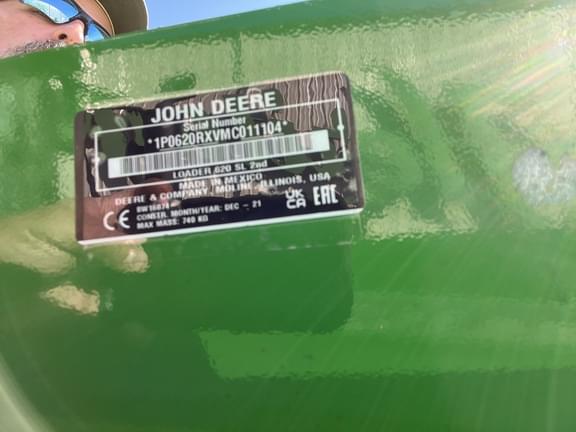 JOHN DEERE
Serial Number
*1P0620RXVMC011104*
LOADER 620 SL 2nd
MADE IN MEXICO
DEERE & COMPANY, MOLINE, ILLINOIS, USA
CONSTR. MONTH/YEAR: DEC - 21
MAX MASS: 740 KG
CE
UK
CA
EAC